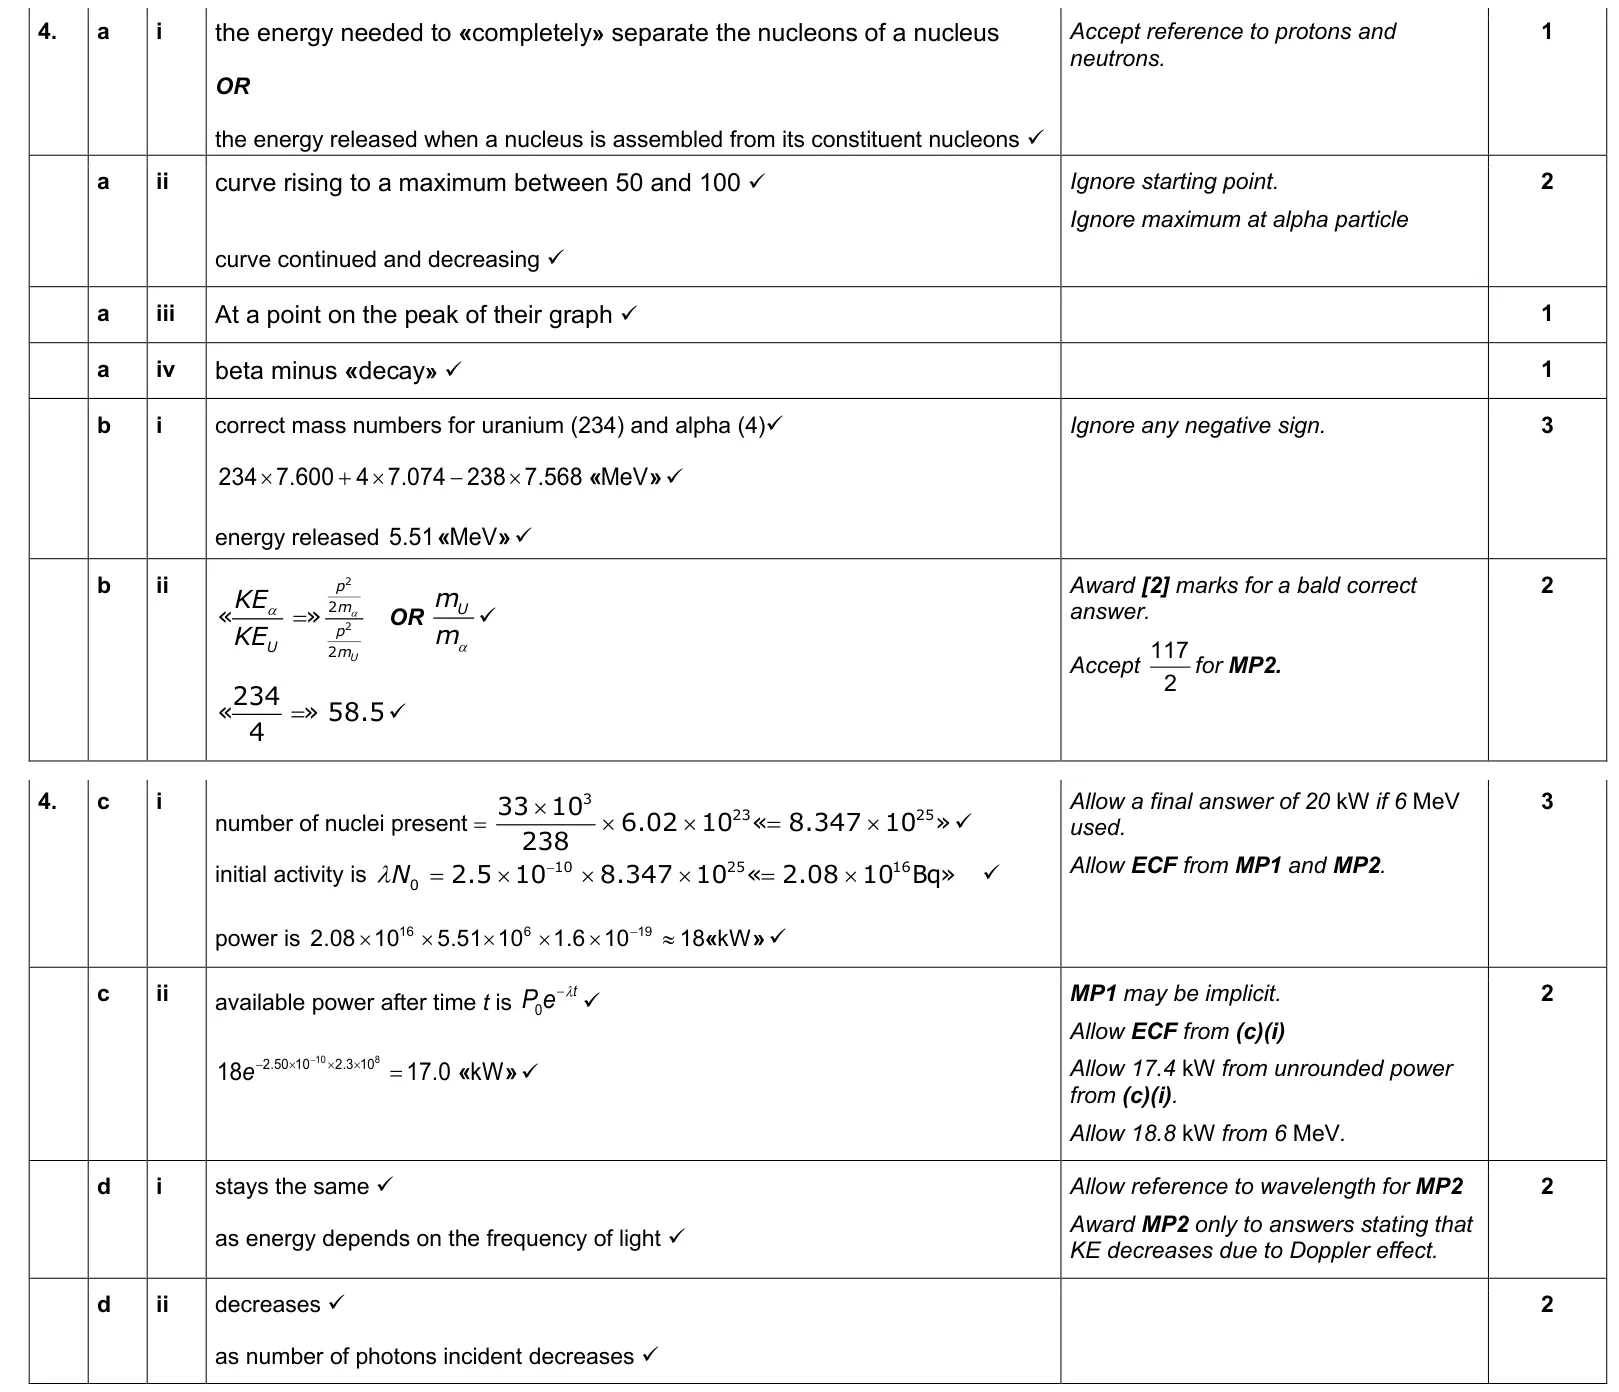 4. a i the energy needed to «completely» separate the nucleons of a nucleus Accept reference to protons and 1
neutrons.
OR
the energy released when a nucleus is assembled from its constituent nucleons ✓
a ii curve rising to a maximum between 50 and 100 ✓ Ignore starting point. 2
Ignore maximum at alpha particle
curve continued and decreasing ✓
a iii At a point on the peak of their graph ✓ 1
a iv beta minus «decay» ✓ 1
b i correct mass numbers for uranium (234) and alpha (4)✓ Ignore any negative sign. 3
234×7.600+4×7.074−238×7.568 «MeV» ✓
energy released 5.51 «MeV» ✓
b ii «KE_α/KE_U =» (p²/2m_α)/(p²/2m_U) OR m_U/m_α ✓ Award [2] marks for a bald correct 2
answer.
Accept 117/2 for MP2.
«234/4 =» 58.5 ✓
4. c i number of nuclei present = (33×10³)/238 × 6.02×10²³ «= 8.347×10²⁵» ✓ Allow a final answer of 20 kW if 6 MeV 3
used.
initial activity is λN₀ = 2.5×10⁻¹⁰ × 8.347×10²⁵ «= 2.08×10¹⁶ Bq» ✓ Allow ECF from MP1 and MP2.
power is 2.08×10¹⁶ ×5.51×10⁶ ×1.6×10⁻¹⁹ ≈ 18«kW» ✓
c ii available power after time t is P₀e^(−λt) ✓ MP1 may be implicit. 2
Allow ECF from (c)(i)
18e^(−2.50×10⁻¹⁰×2.3×10⁸) = 17.0 «kW» ✓ Allow 17.4 kW from unrounded power
from (c)(i).
Allow 18.8 kW from 6 MeV.
d i stays the same ✓ Allow reference to wavelength for MP2 2
as energy depends on the frequency of light ✓ Award MP2 only to answers stating that
KE decreases due to Doppler effect.
d ii decreases ✓ 2
as number of photons incident decreases ✓